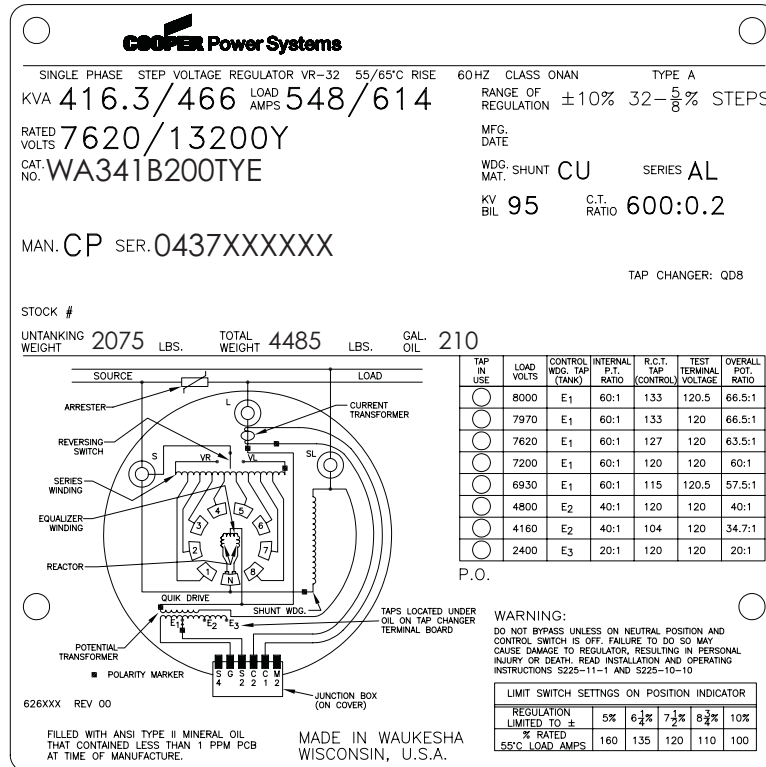 COOPER Power Systems
SINGLE PHASE STEP VOLTAGE REGULATOR VR-32 55/65°C RISE 60HZ CLASS ONAN TYPE A
KVA 416.3/466 LOAD AMPS 548/614 RANGE OF REGULATION ±10% 32-5/8% STEPS
RATED VOLTS 7620/13200Y MFG. DATE
CAT. NO. WA341B200TYE WDG. MAT. SHUNT CU SERIES AL
KV BIL 95 C.T. RATIO 600:0.2
MAN. CP SER. 0437XXXXXX
TAP CHANGER: QD8
STOCK #
UNTANKING WEIGHT 2075 LBS. TOTAL WEIGHT 4485 LBS. GAL. OIL 210
TAP IN USE LOAD VOLTS CONTROL WDG. TAP (TANK) INTERNAL P.T. RATIO R.C.T. TAP (CONTROL) TEST TERMINAL VOLTAGE OVERALL POT. RATIO
8000 E1 60:1 133 120.5 66.5:1
7970 E1 60:1 133 120 66.5:1
7620 E1 60:1 127 120 63.5:1
7200 E1 60:1 120 120 60:1
6930 E1 60:1 115 120.5 57.5:1
4800 E2 40:1 120 120 40:1
4160 E2 40:1 104 120 34.7:1
2400 E3 20:1 120 120 20:1
P.O.
SOURCE LOAD
ARRESTER
L
CURRENT TRANSFORMER
REVERSING SWITCH
S VR VL SL
SERIES WINDING
EQUALIZER WINDING
4 5
3 6
2 7
REACTOR
1 N 8
QUIK DRIVE
SHUNT WDG.
E1 E2 E3
TAPS LOCATED UNDER OIL ON TAP CHANGER TERMINAL BOARD
POTENTIAL TRANSFORMER
■ POLARITY MARKER
S4 G S2 C2 C1 M2
JUNCTION BOX (ON COVER)
626XXX REV 00
WARNING:
DO NOT BYPASS UNLESS ON NEUTRAL POSITION AND
CONTROL SWITCH IS OFF. FAILURE TO DO SO MAY
CAUSE DAMAGE TO REGULATOR, RESULTING IN PERSONAL
INJURY OR DEATH. READ INSTALLATION AND OPERATING
INSTRUCTIONS S225-11-1 AND S225-10-10
LIMIT SWITCH SETTNGS ON POSITION INDICATOR
REGULATION LIMITED TO ± 5% 6 1/4% 7 1/2% 8 3/4% 10%
% RATED 55°C LOAD AMPS 160 135 120 110 100
FILLED WITH ANSI TYPE II MINERAL OIL
THAT CONTAINED LESS THAN 1 PPM PCB
AT TIME OF MANUFACTURE.
MADE IN WAUKESHA
WISCONSIN, U.S.A.